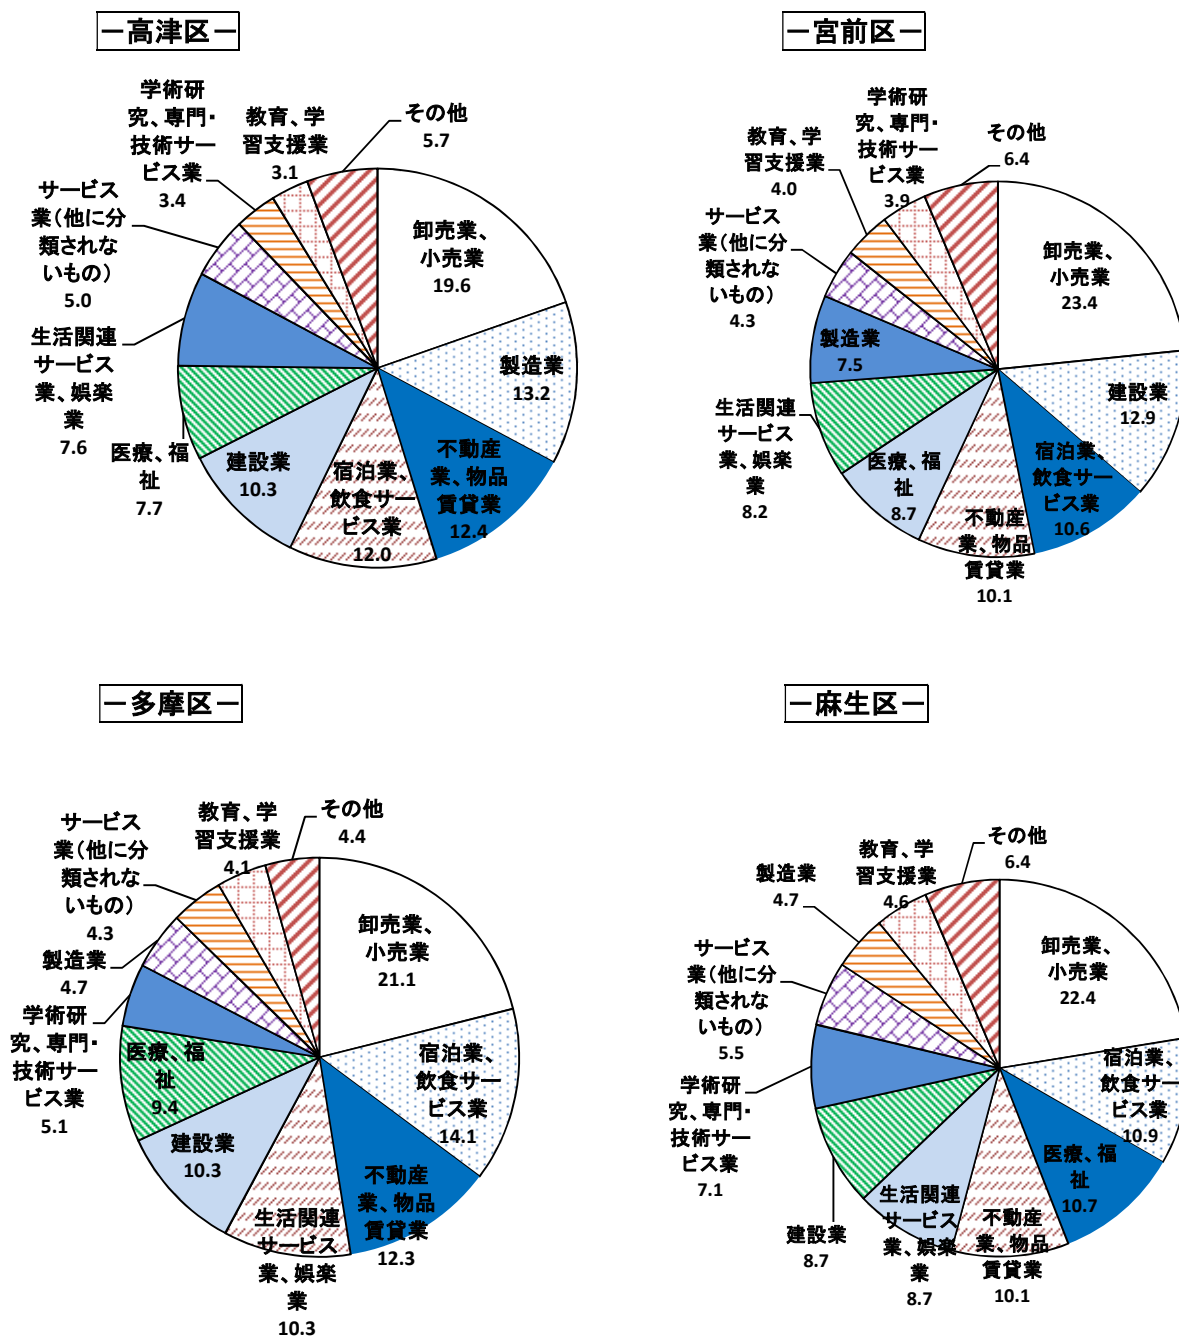 －高津区－
学術研
究、専門・
技術サー
ビス業
3.4
教育、学
習支援業
3.1
その他
5.7
サービス
業（他に分
類されな
いもの）
5.0
卸売業、
小売業
19.6
生活関連
サービス
業、娯楽
業
7.6
製造業
13.2
医療、福
祉
7.7
建設業
10.3
宿泊業、
飲食サー
ビス業
12.0
不動産
業、物品
賃貸業
12.4
－宮前区－
学術研
究、専門・
技術サー
ビス業
3.9
教育、学
習支援業
4.0
その他
6.4
サービス
業（他に分
類されな
いもの）
4.3
卸売業、
小売業
23.4
製造業
7.5
建設業
12.9
生活関連
サービス
業、娯楽
業
8.2
医療、福
祉
8.7
宿泊業、
飲食サー
ビス業
10.6
不動産
業、物品
賃貸業
10.1
－多摩区－
サービス
業（他に分
類されな
いもの）
4.3
教育、学
習支援業
4.1
その他
4.4
卸売業、
小売業
21.1
製造業
4.7
学術研
究、専門・
技術サー
ビス業
5.1
医療、福
祉
9.4
宿泊業、
飲食サー
ビス業
14.1
建設業
10.3
生活関連
サービス
業、娯楽
業
10.3
不動産
業、物品
賃貸業
12.3
－麻生区－
製造業
4.7
教育、学
習支援業
4.6
その他
6.4
サービス
業（他に分
類されな
いもの）
5.5
卸売業、
小売業
22.4
学術研
究、専門・
技術サー
ビス業
7.1
宿泊業、
飲食サー
ビス業
10.9
医療、福
祉
10.7
建設業
8.7
生活関連
サービス
業、娯楽
業
8.7
不動産
業、物品
賃貸業
10.1